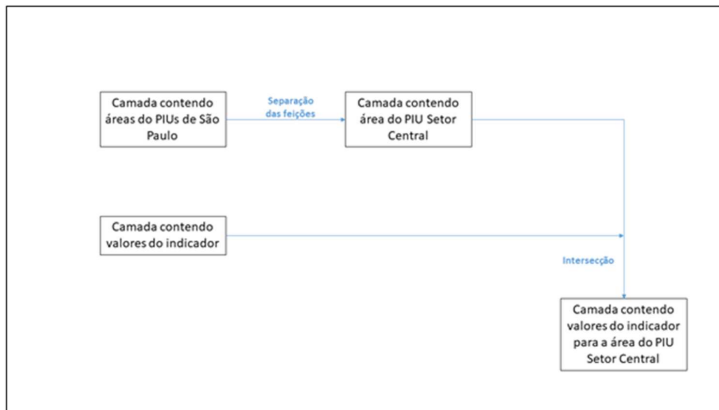 Camada contendo
áreas do PIUs de São
Paulo
Separação
das feições
Camada contendo
área do PIU Setor
Central
Camada contendo
valores do indicador
Intersecção
Camada contendo
valores do indicador
para a área do PIU
Setor Central